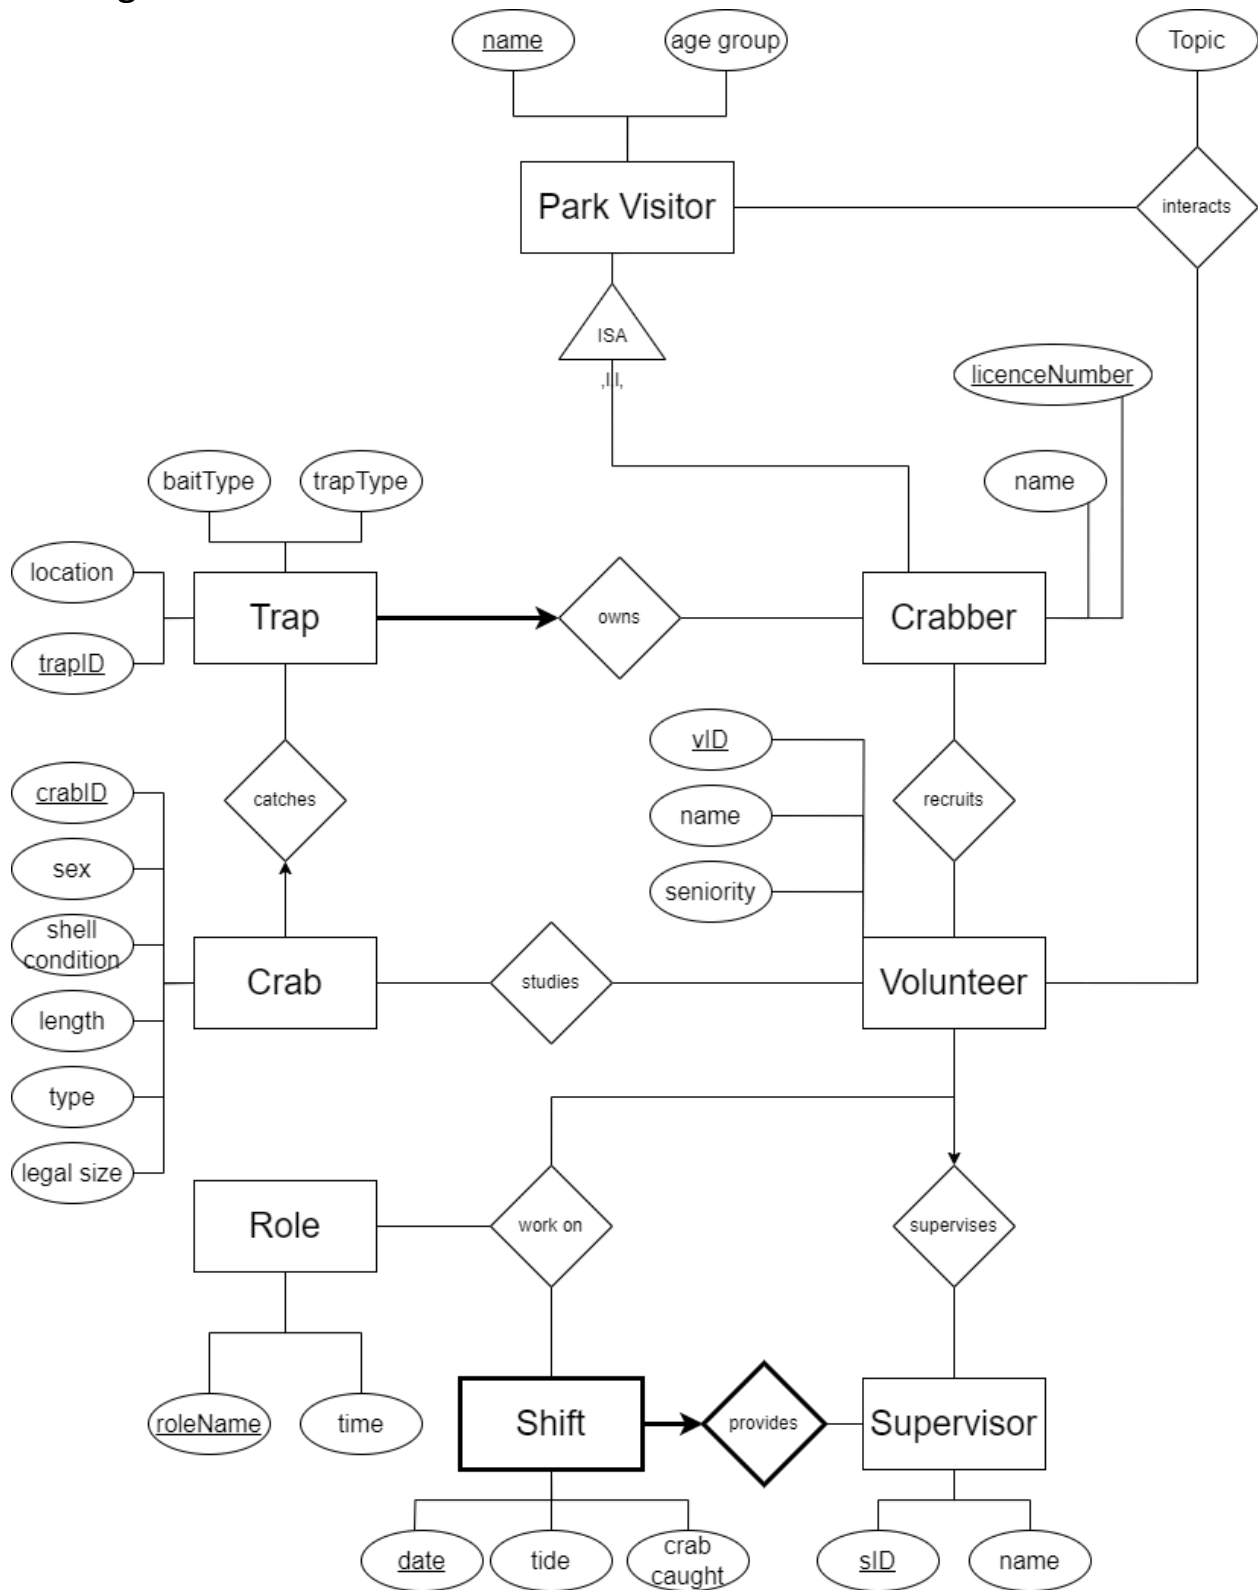 name
age group
Topic
Park Visitor
interacts
ISA
licenceNumber
baitType
trapType
name
location
Trap
owns
Crabber
trapID
vID
crabID
catches
name
recruits
sex
seniority
shell
condition
Crab
studies
Volunteer
length
type
legal size
Role
work on
supervises
roleName
time
Shift
provides
Supervisor
date
tide
crab
caught
sID
name